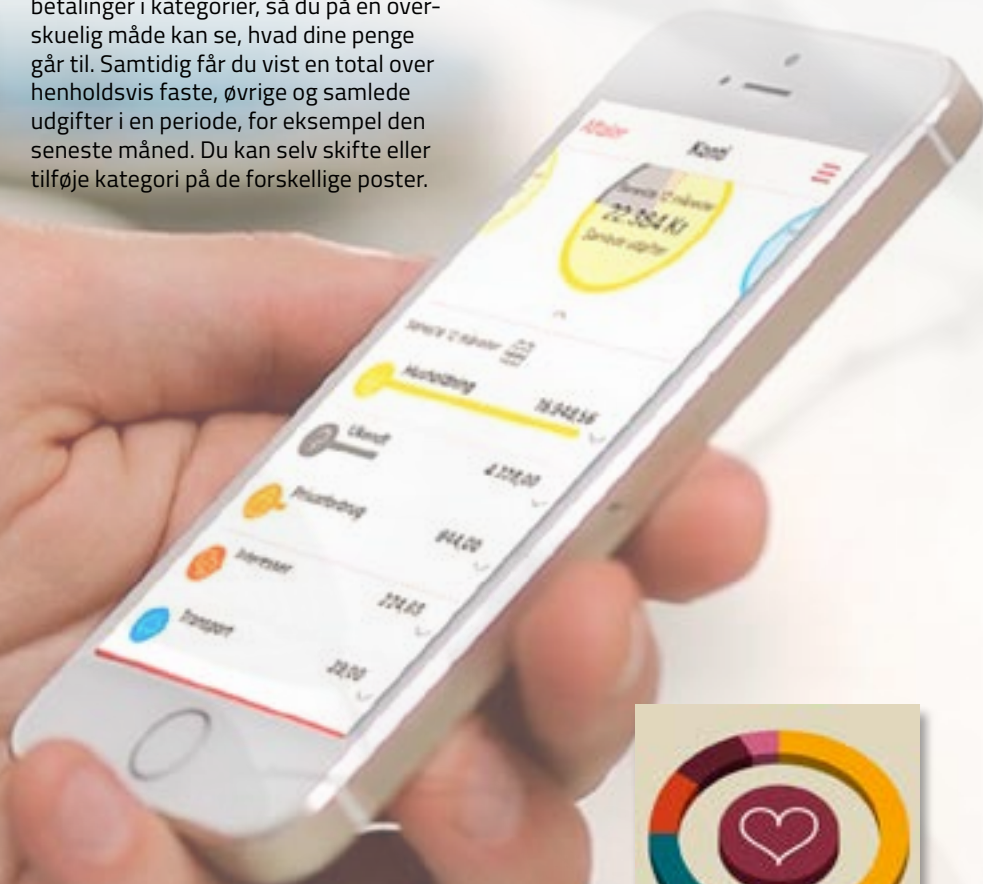 betalinger i kategorier, så du på en over-
skuelig måde kan se, hvad dine penge
går til. Samtidig får du vist en total over
henholdsvis faste, øvrige og samlede
udgifter i en periode, for eksempel den
seneste måned. Du kan selv skifte eller
tilføje kategori på de forskellige poster.
Konti
Seneste 12 måneder
22.384 Kr
Samlede udgifter
Seneste 12 måneder
Husholdning
Ukendt
Privatforbrug
844,00
Interesser
Transport